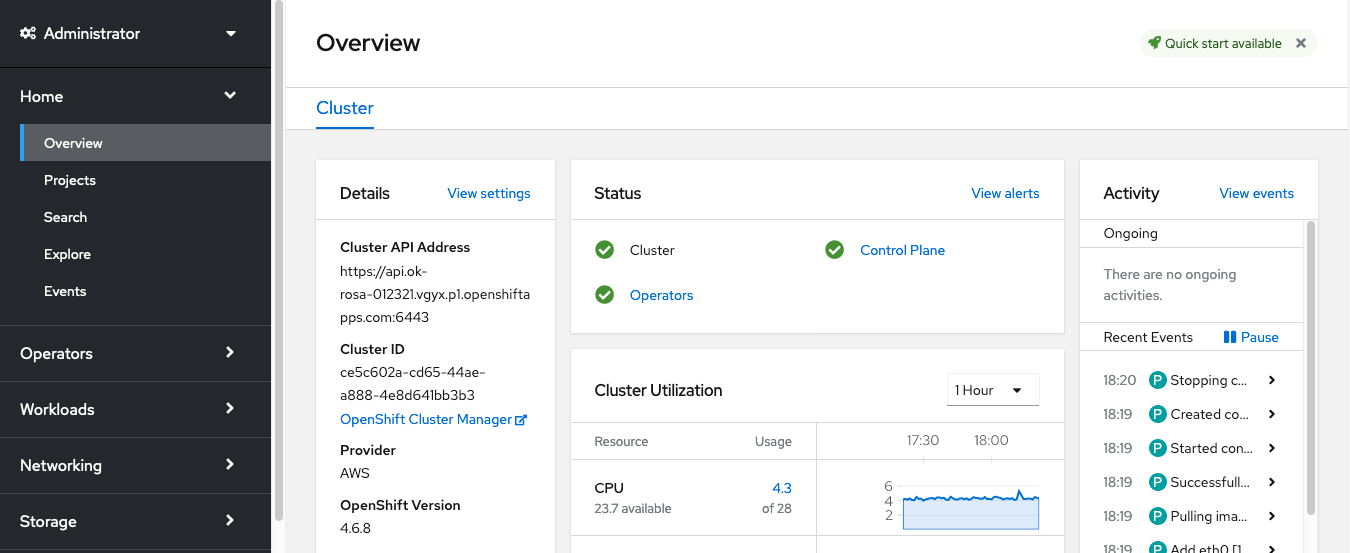 Administrator
Home
Overview
Projects
Search
Explore
Events
Operators
Workloads
Networking
Storage
Overview
Quick start available
Cluster
Details
View settings
Cluster API Address
https://api.ok-
rosa-012321.vgyx.p1.openshifta
pps.com:6443
Cluster ID
ce5c602a-cd65-44ae-
a888-4e8d641bb3b3
OpenShift Cluster Manager
Provider
AWS
OpenShift Version
4.6.8
Status
View alerts
Cluster
Control Plane
Operators
Cluster Utilization
1 Hour
Resource
Usage
17:30
18:00
CPU
4.3
23.7 available
of 28
6
4
2
Activity
View events
Ongoing
There are no ongoing
activities.
Recent Events
Pause
18:20 P Stopping c...
18:19 P Created co...
18:19 P Started con...
18:19 P Successfull...
18:19 P Pulling ima...
18:19 P Add eth0 [1